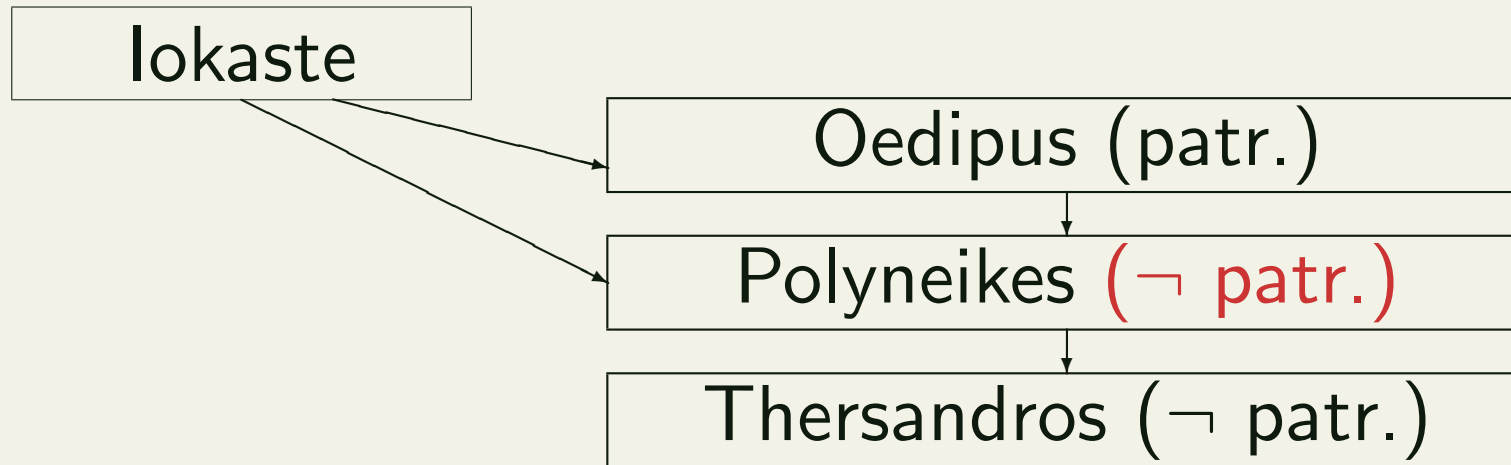 Iokaste
Oedipus (patr.)
Polyneikes (¬ patr.)
Thersandros (¬ patr.)